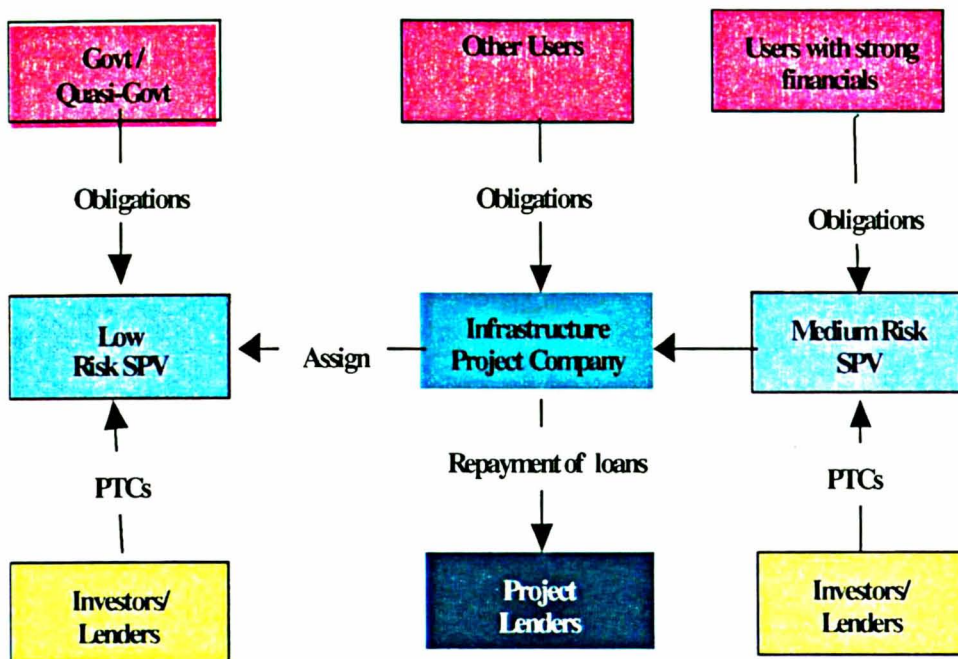 Govt /
Quasi-Govt
Other Users
Users with strong
financials
Obligations
Obligations
Obligations
Low
Risk SPV
Assign
Infrastructure
Project Company
Medium Risk
SPV
PTCs
Repayment of loans
PTCs
Investors/
Lenders
Project
Lenders
Investors/
Lenders